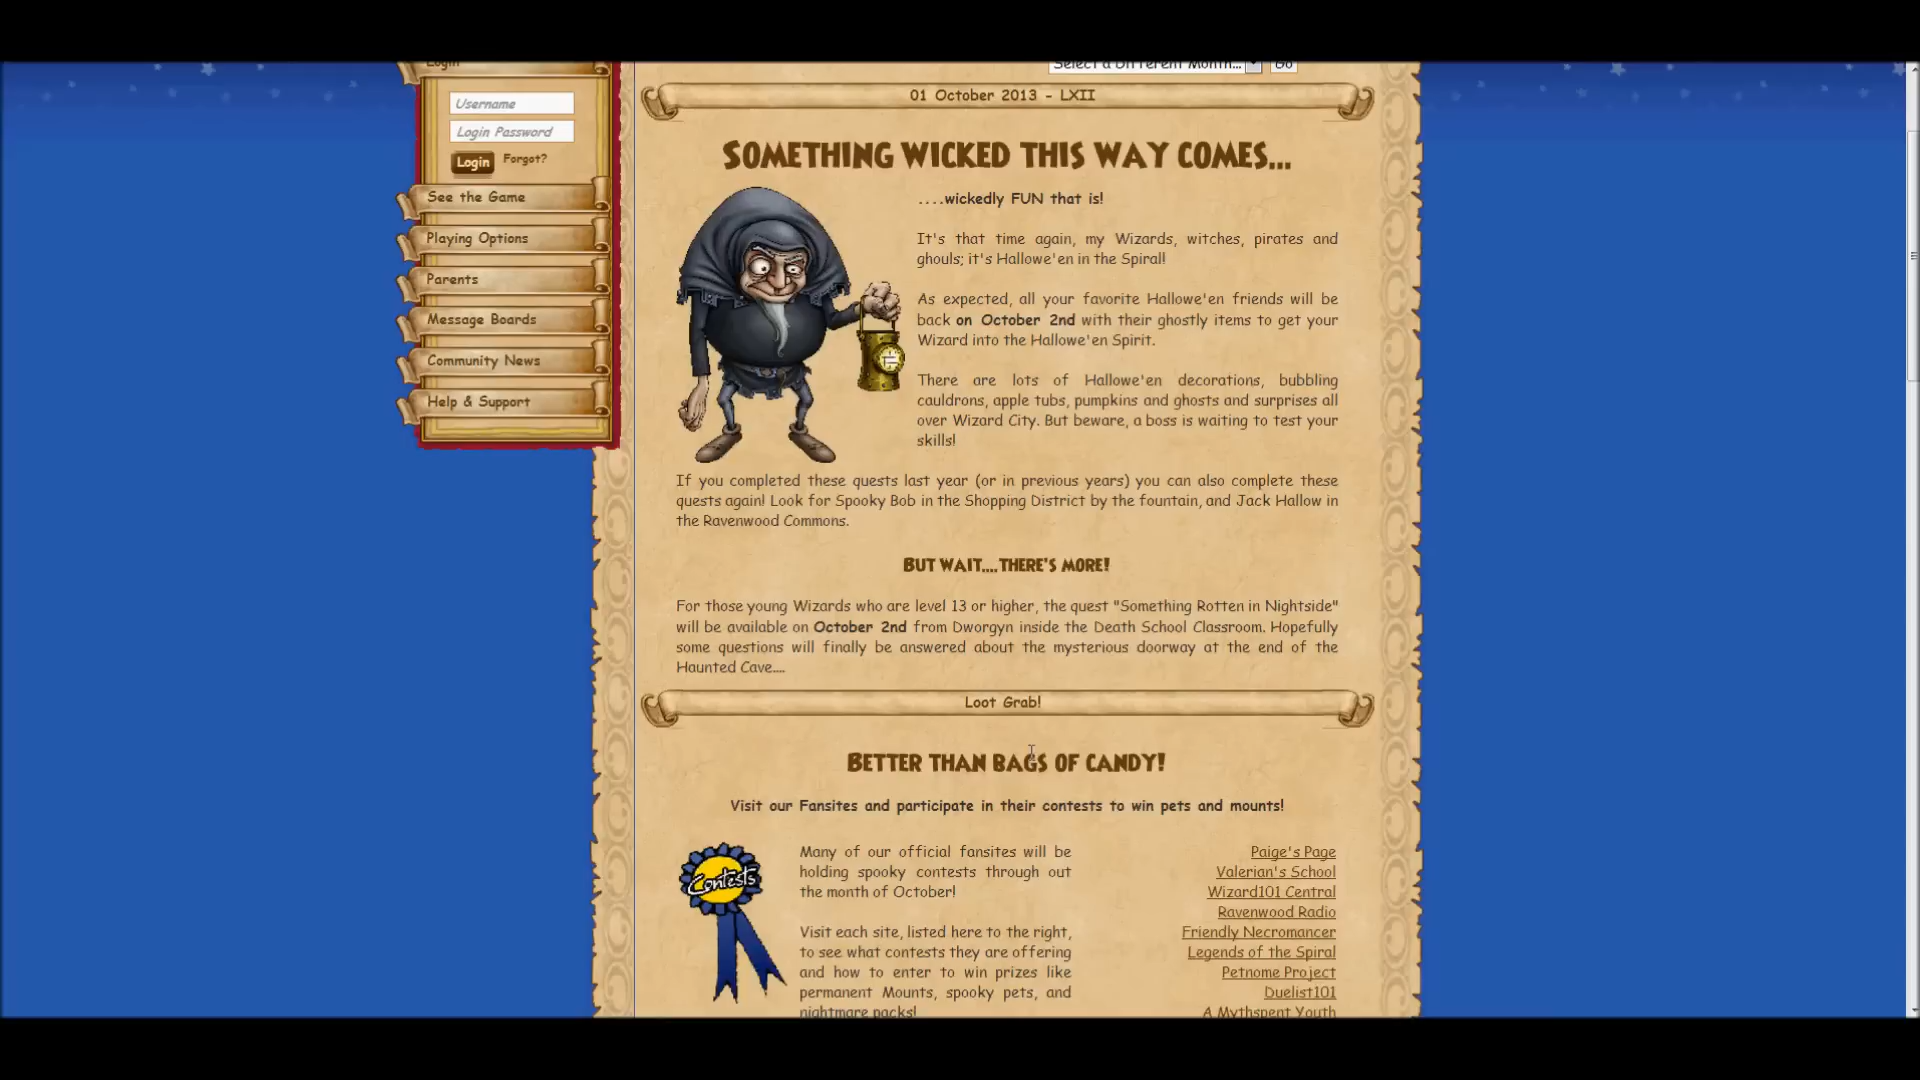 Login
Username
Login Password
Login Forgot?
See the Game
Playing Options
Parents
Message Boards
Community News
Help & Support
Select a Different Month... Go
01 October 2013 - LXII
SOMETHING WICKED THIS WAY COMES...
....wickedly FUN that is!
It's that time again, my Wizards, witches, pirates and
ghouls; it's Hallowe'en in the Spiral!
As expected, all your favorite Hallowe'en friends will be
back on October 2nd with their ghostly items to get your
Wizard into the Hallowe'en Spirit.
There are lots of Hallowe'en decorations, bubbling
cauldrons, apple tubs, pumpkins and ghosts and surprises all
over Wizard City. But beware, a boss is waiting to test your
skills!
If you completed these quests last year (or in previous years) you can also complete these
quests again! Look for Spooky Bob in the Shopping District by the fountain, and Jack Hallow in
the Ravenwood Commons.
BUT WAIT....THERE'S MORE!
For those young Wizards who are level 13 or higher, the quest "Something Rotten in Nightside"
will be available on October 2nd from Dworgyn inside the Death School Classroom. Hopefully
some questions will finally be answered about the mysterious doorway at the end of the
Haunted Cave....
Loot Grab!
BETTER THAN BAGS OF CANDY!
Visit our Fansites and participate in their contests to win pets and mounts!
Contests
Many of our official fansites will be
holding spooky contests through out
the month of October!
Visit each site, listed here to the right,
to see what contests they are offering
and how to enter to win prizes like
permanent Mounts, spooky pets, and
nightmare packs!
Paige's Page
Valerian's School
Wizard101 Central
Ravenwood Radio
Friendly Necromancer
Legends of the Spiral
Petnome Project
Duelist101
A Mythspent Youth